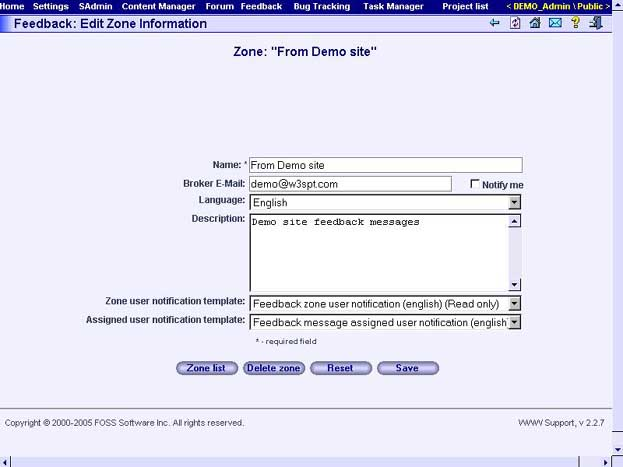 Home Settings SAdmin Content Manager Forum Feedback Bug Tracking Task Manager Project list < DEMO_Admin \ Public >
Feedback: Edit Zone Information
Zone: "From Demo site"
Name: * From Demo site
Broker E-Mail: demo@w3spt.com Notify me
Language: English
Description: Demo site feedback messages
Zone user notification template: Feedback zone user notification (english) (Read only)
Assigned user notification template: Feedback message assigned user notification (english
* - required field
Zone list Delete zone Reset Save
Copyright © 2000-2005 FOSS Software Inc. All rights reserved. WWW Support, v 2.2.7